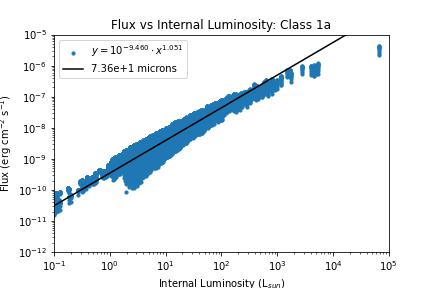 Flux vs Internal Luminosity: Class 1a
y = 10^{-9.460} · x^{1.051}
7.36e+1 microns
10^{-5}
10^{-6}
10^{-7}
10^{-8}
10^{-9}
10^{-10}
10^{-11}
10^{-12}
Flux (erg cm^{-2} s^{-1})
10^{-1} 10^{0} 10^{1} 10^{2} 10^{3} 10^{4} 10^{5}
Internal Luminosity (L_{sun})